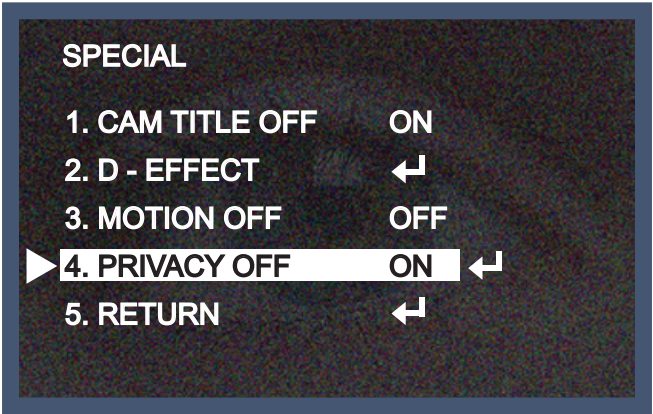 SPECIAL
1. CAM TITLE OFF ON
2. D - EFFECT ↵
3. MOTION OFF OFF
4. PRIVACY OFF ON ↵
5. RETURN ↵